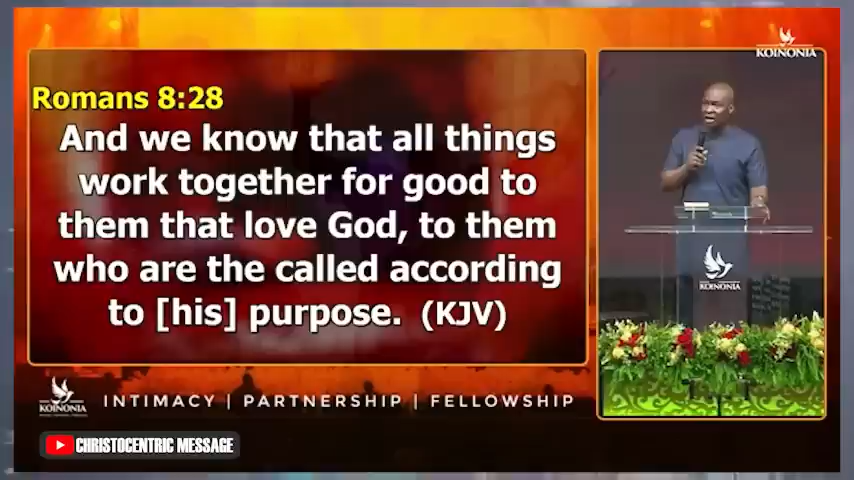 KOINONIA
Romans 8:28
And we know that all things
work together for good to
them that love God, to them
who are the called according
to [his] purpose. (KJV)
KOINONIA
KOINONIA
INTIMACY | PARTNERSHIP | FELLOWSHIP
CHRISTOCENTRIC MESSAGE